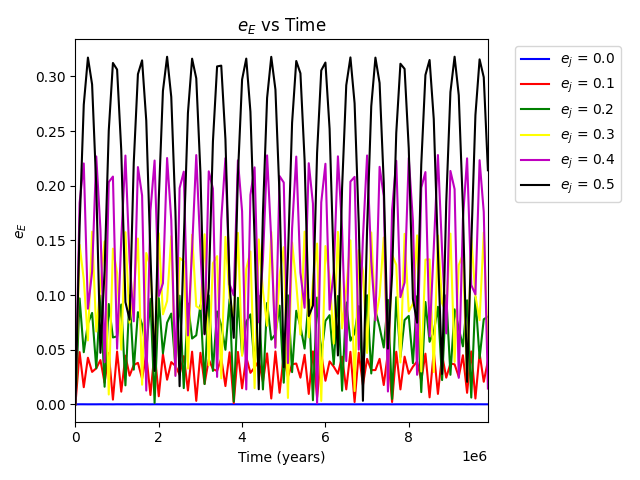 e_E vs Time
e_E
0.30
0.25
0.20
0.15
0.10
0.05
0.00
0
2
4
6
8
1e6
Time (years)
e_j = 0.0
e_j = 0.1
e_j = 0.2
e_j = 0.3
e_j = 0.4
e_j = 0.5